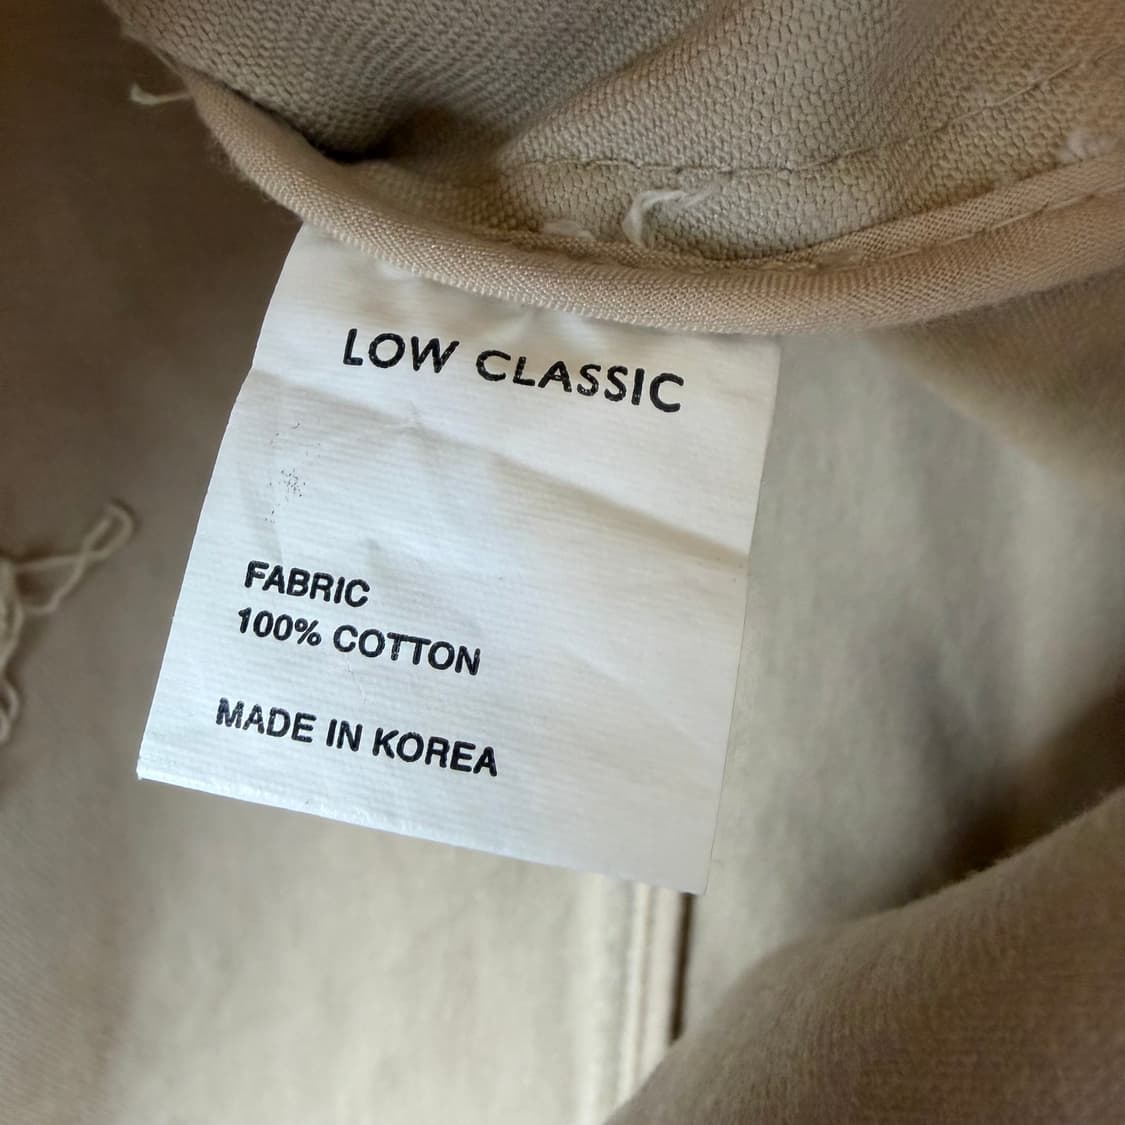 LOW CLASSIC
FABRIC
100% COTTON
MADE IN KOREA